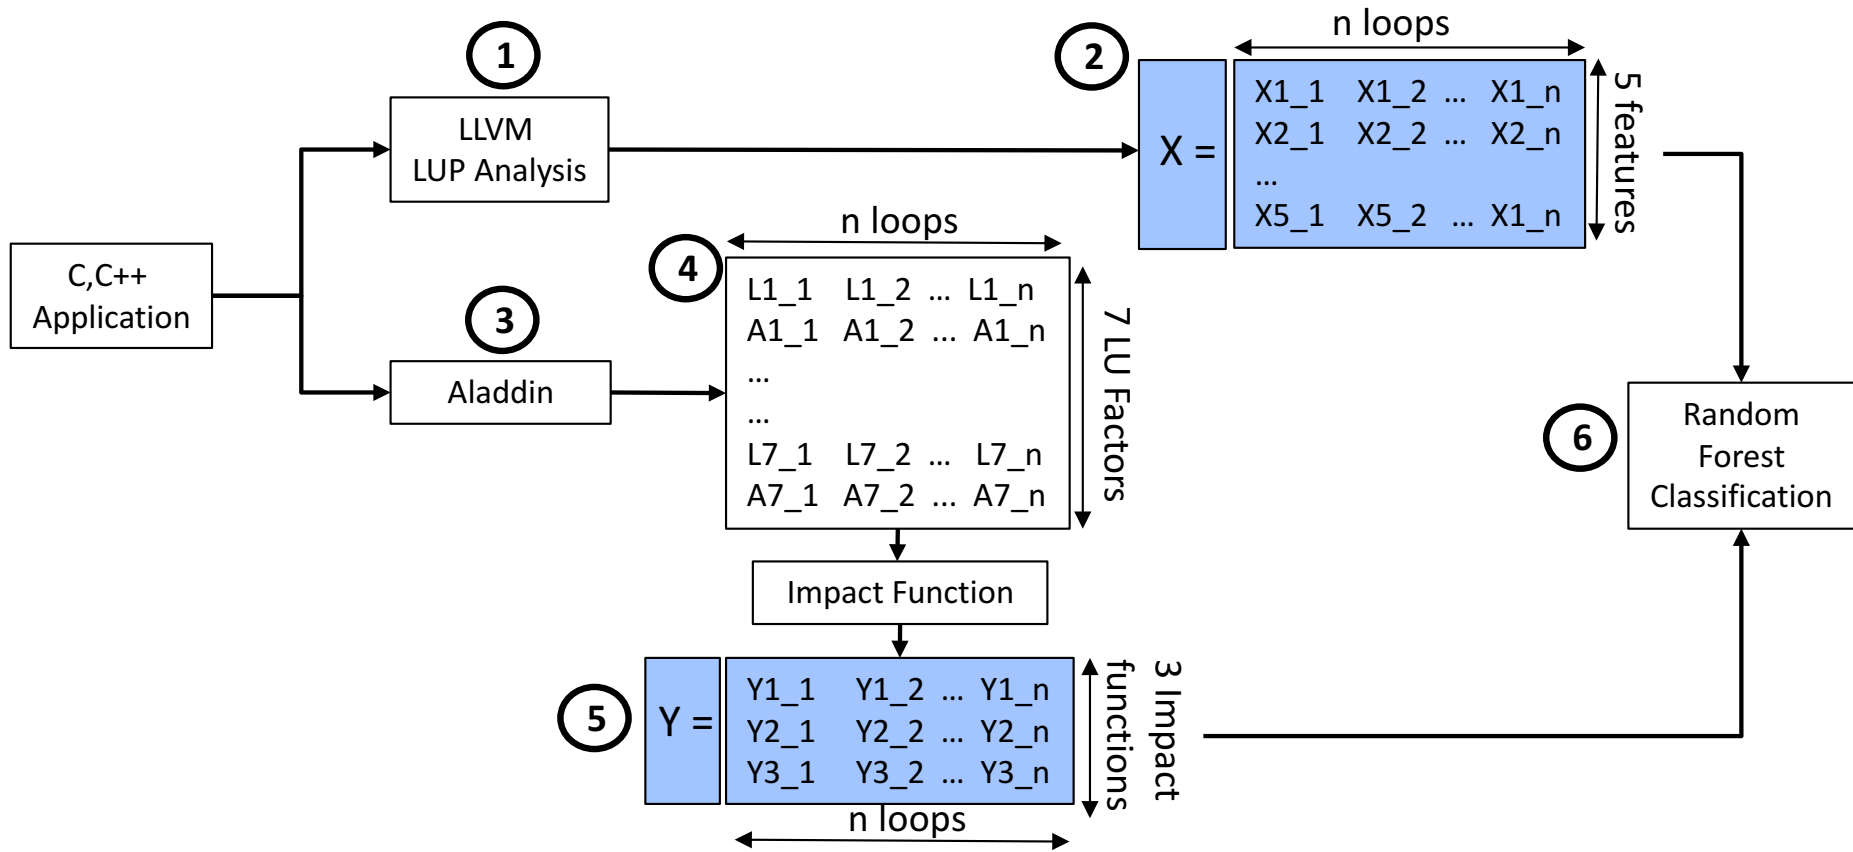 1
LLVM
LUP Analysis
2
n loops
X =
X1_1 X1_2 ... X1_n
X2_1 X2_2 ... X2_n
...
X5_1 X5_2 ... X1_n
5 features
C,C++
Application
3
Aladdin
4
n loops
L1_1 L1_2 ... L1_n
A1_1 A1_2 ... A1_n
...
...
L7_1 L7_2 ... L7_n
A7_1 A7_2 ... A7_n
7 LU Factors
Impact Function
5
Y =
Y1_1 Y1_2 ... Y1_n
Y2_1 Y2_2 ... Y2_n
Y3_1 Y3_2 ... Y3_n
3 Impact
functions
n loops
6
Random
Forest
Classification